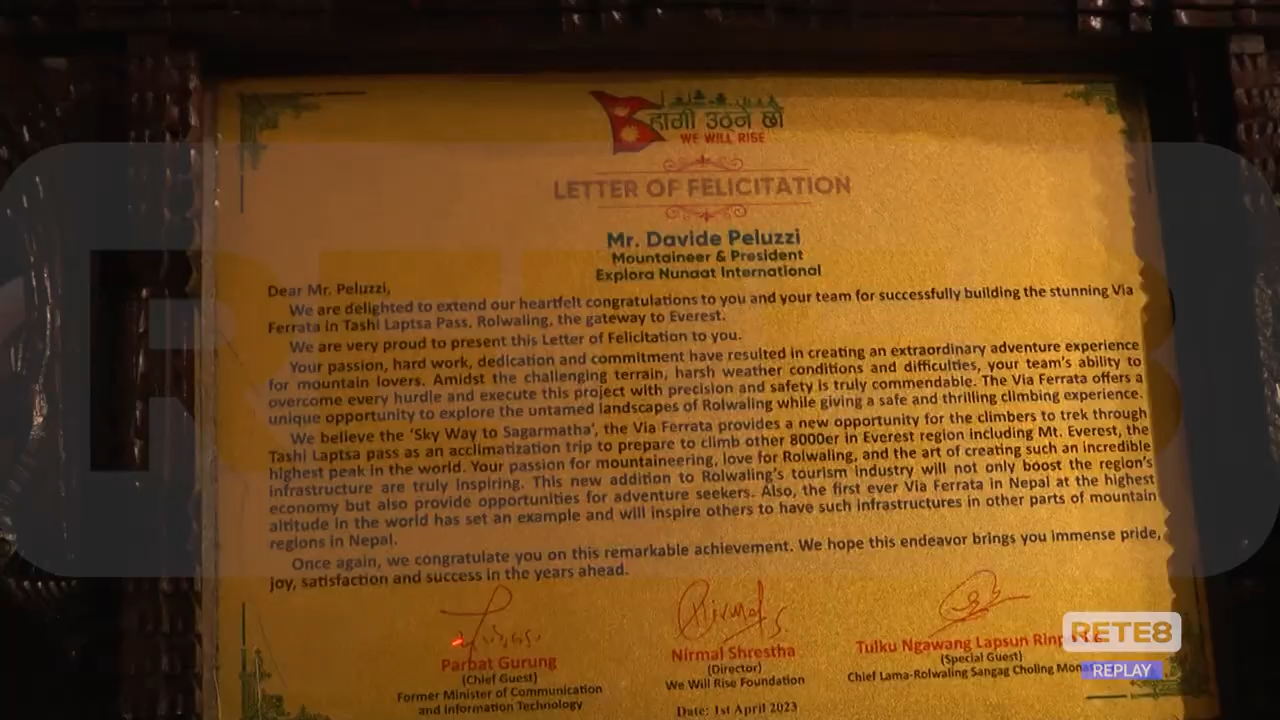 हामी उठ्ने छौं
WE WILL RISE
LETTER OF FELICITATION
Mr. Davide Peluzzi
Mountaineer & President
Explora Nunaat International
Dear Mr. Peluzzi,
We are delighted to extend our heartfelt congratulations to you and your team for successfully building the stunning Via
Ferrata in Tashi Laptsa Pass, Rolwaling, the gateway to Everest.
We are very proud to present this Letter of Felicitation to you.
Your passion, hard work, dedication and commitment have resulted in creating an extraordinary adventure experience
for mountain lovers. Amidst the challenging terrain, harsh weather conditions and difficulties, your team's ability to
overcome every hurdle and execute this project with precision and safety is truly commendable. The Via Ferrata offers a
unique opportunity to explore the untamed landscapes of Rolwaling while giving a safe and thrilling climbing experience.
We believe the 'Sky Way to Sagarmatha', the Via Ferrata provides a new opportunity for the climbers to trek through
Tashi Laptsa pass as an acclimatization trip to prepare to climb other 8000er in Everest region including Mt. Everest, the
highest peak in the world. Your passion for mountaineering, love for Rolwaling, and the art of creating such an incredible
infrastructure are truly inspiring. This new addition to Rolwaling's tourism industry will not only boost the region's
economy but also provide opportunities for adventure seekers. Also, the first ever Via Ferrata in Nepal at the highest
altitude in the world has set an example and will inspire others to have such infrastructures in other parts of mountain
regions in Nepal.
Once again, we congratulate you on this remarkable achievement. We hope this endeavor brings you immense pride,
joy, satisfaction and success in the years ahead.
Parbat Gurung
(Chief Guest)
Former Minister of Communication
and Information Technology
Nirmal Shrestha
(Director)
We Will Rise Foundation
Date: 1st April 2023
Tulku Ngawang Lapsun
(Special Guest)
Chief Lama-Rolwaling Sangag Choling
RETE8
RETE8
REPLAY